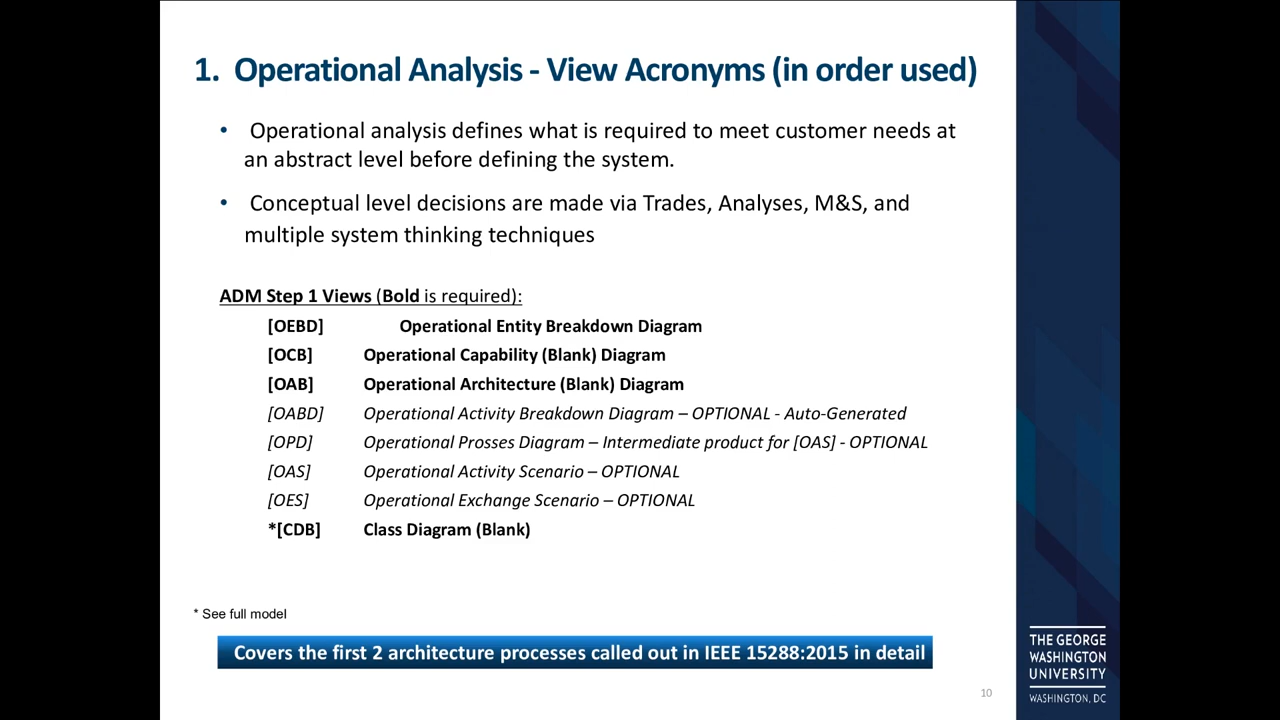 1. Operational Analysis - View Acronyms (in order used)
• Operational analysis defines what is required to meet customer needs at
an abstract level before defining the system.
• Conceptual level decisions are made via Trades, Analyses, M&S, and
multiple system thinking techniques
ADM Step 1 Views (Bold is required):
[OEBD] Operational Entity Breakdown Diagram
[OCB] Operational Capability (Blank) Diagram
[OAB] Operational Architecture (Blank) Diagram
[OABD] Operational Activity Breakdown Diagram – OPTIONAL - Auto-Generated
[OPD] Operational Prosses Diagram – Intermediate product for [OAS] - OPTIONAL
[OAS] Operational Activity Scenario – OPTIONAL
[OES] Operational Exchange Scenario – OPTIONAL
*[CDB] Class Diagram (Blank)
* See full model
Covers the first 2 architecture processes called out in IEEE 15288:2015 in detail
10
THE GEORGE
WASHINGTON
UNIVERSITY
WASHINGTON, DC